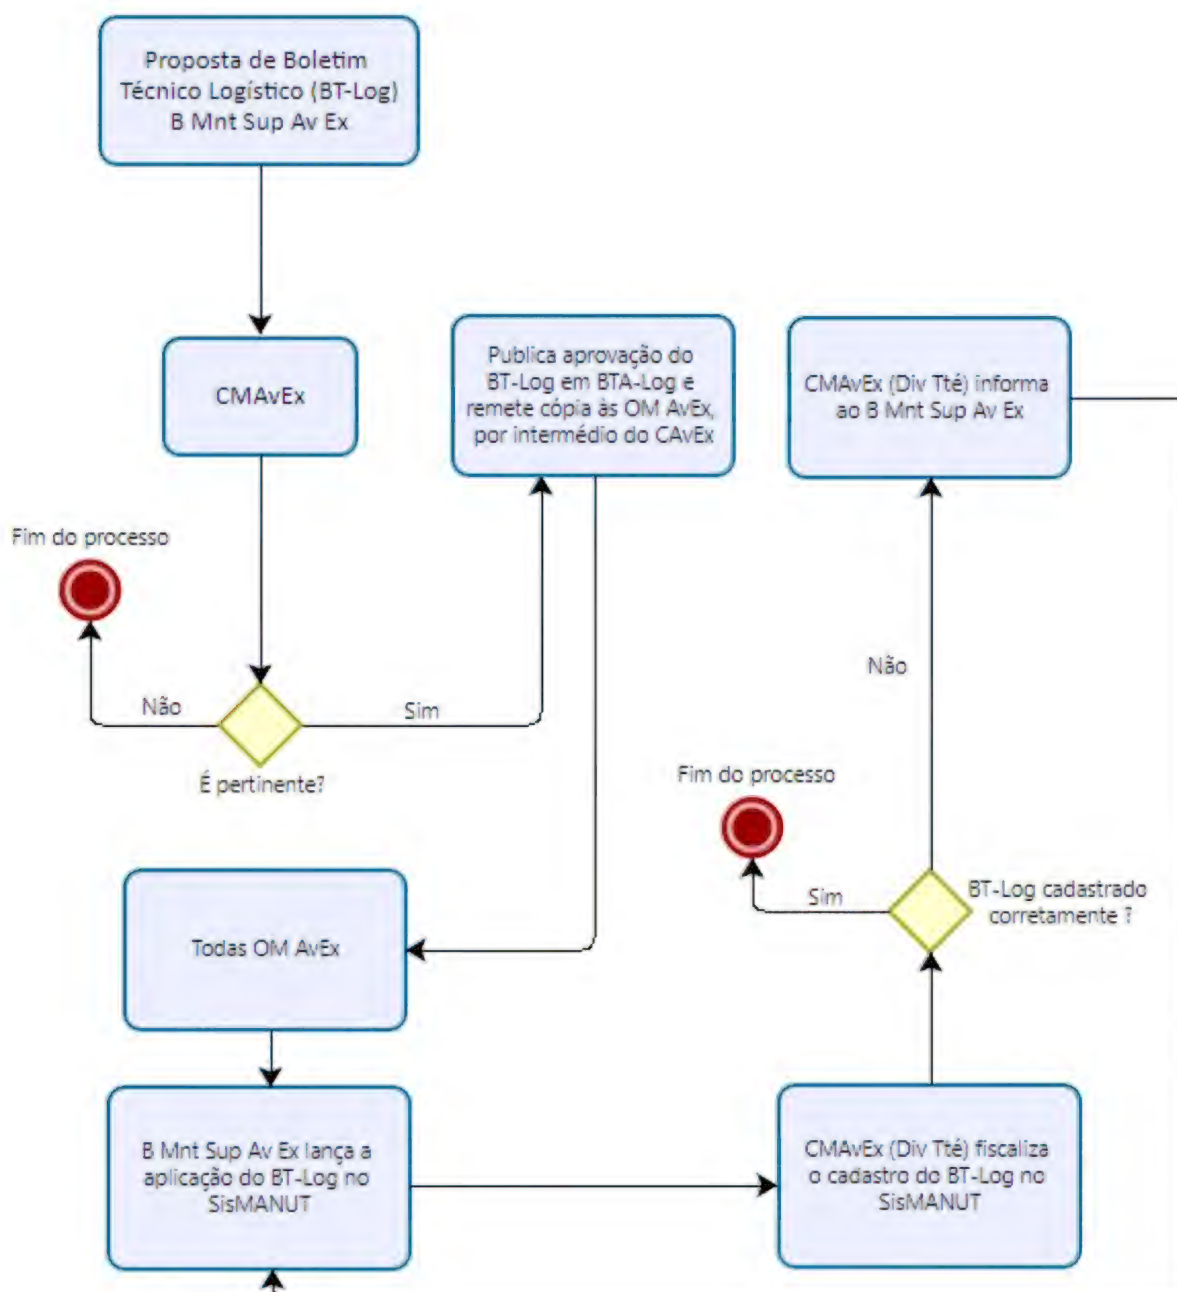 Proposta de Boletim
Técnico Logístico (BT-Log)
B Mnt Sup Av Ex
CMAvEx
Publica aprovação do
BT-Log em BTA-Log e
remete cópia às OM AvEx,
por intermédio do CAvEx
CMAvEx (Div Tté) informa
ao B Mnt Sup Av Ex
Fim do processo
Não
Sim
É pertinente?
Não
Fim do processo
Sim
BT-Log cadastrado
corretamente ?
Todas OM AvEx
B Mnt Sup Av Ex lança a
aplicação do BT-Log no
SisMANUT
CMAvEx (Div Tté) fiscaliza
o cadastro do BT-Log no
SisMANUT